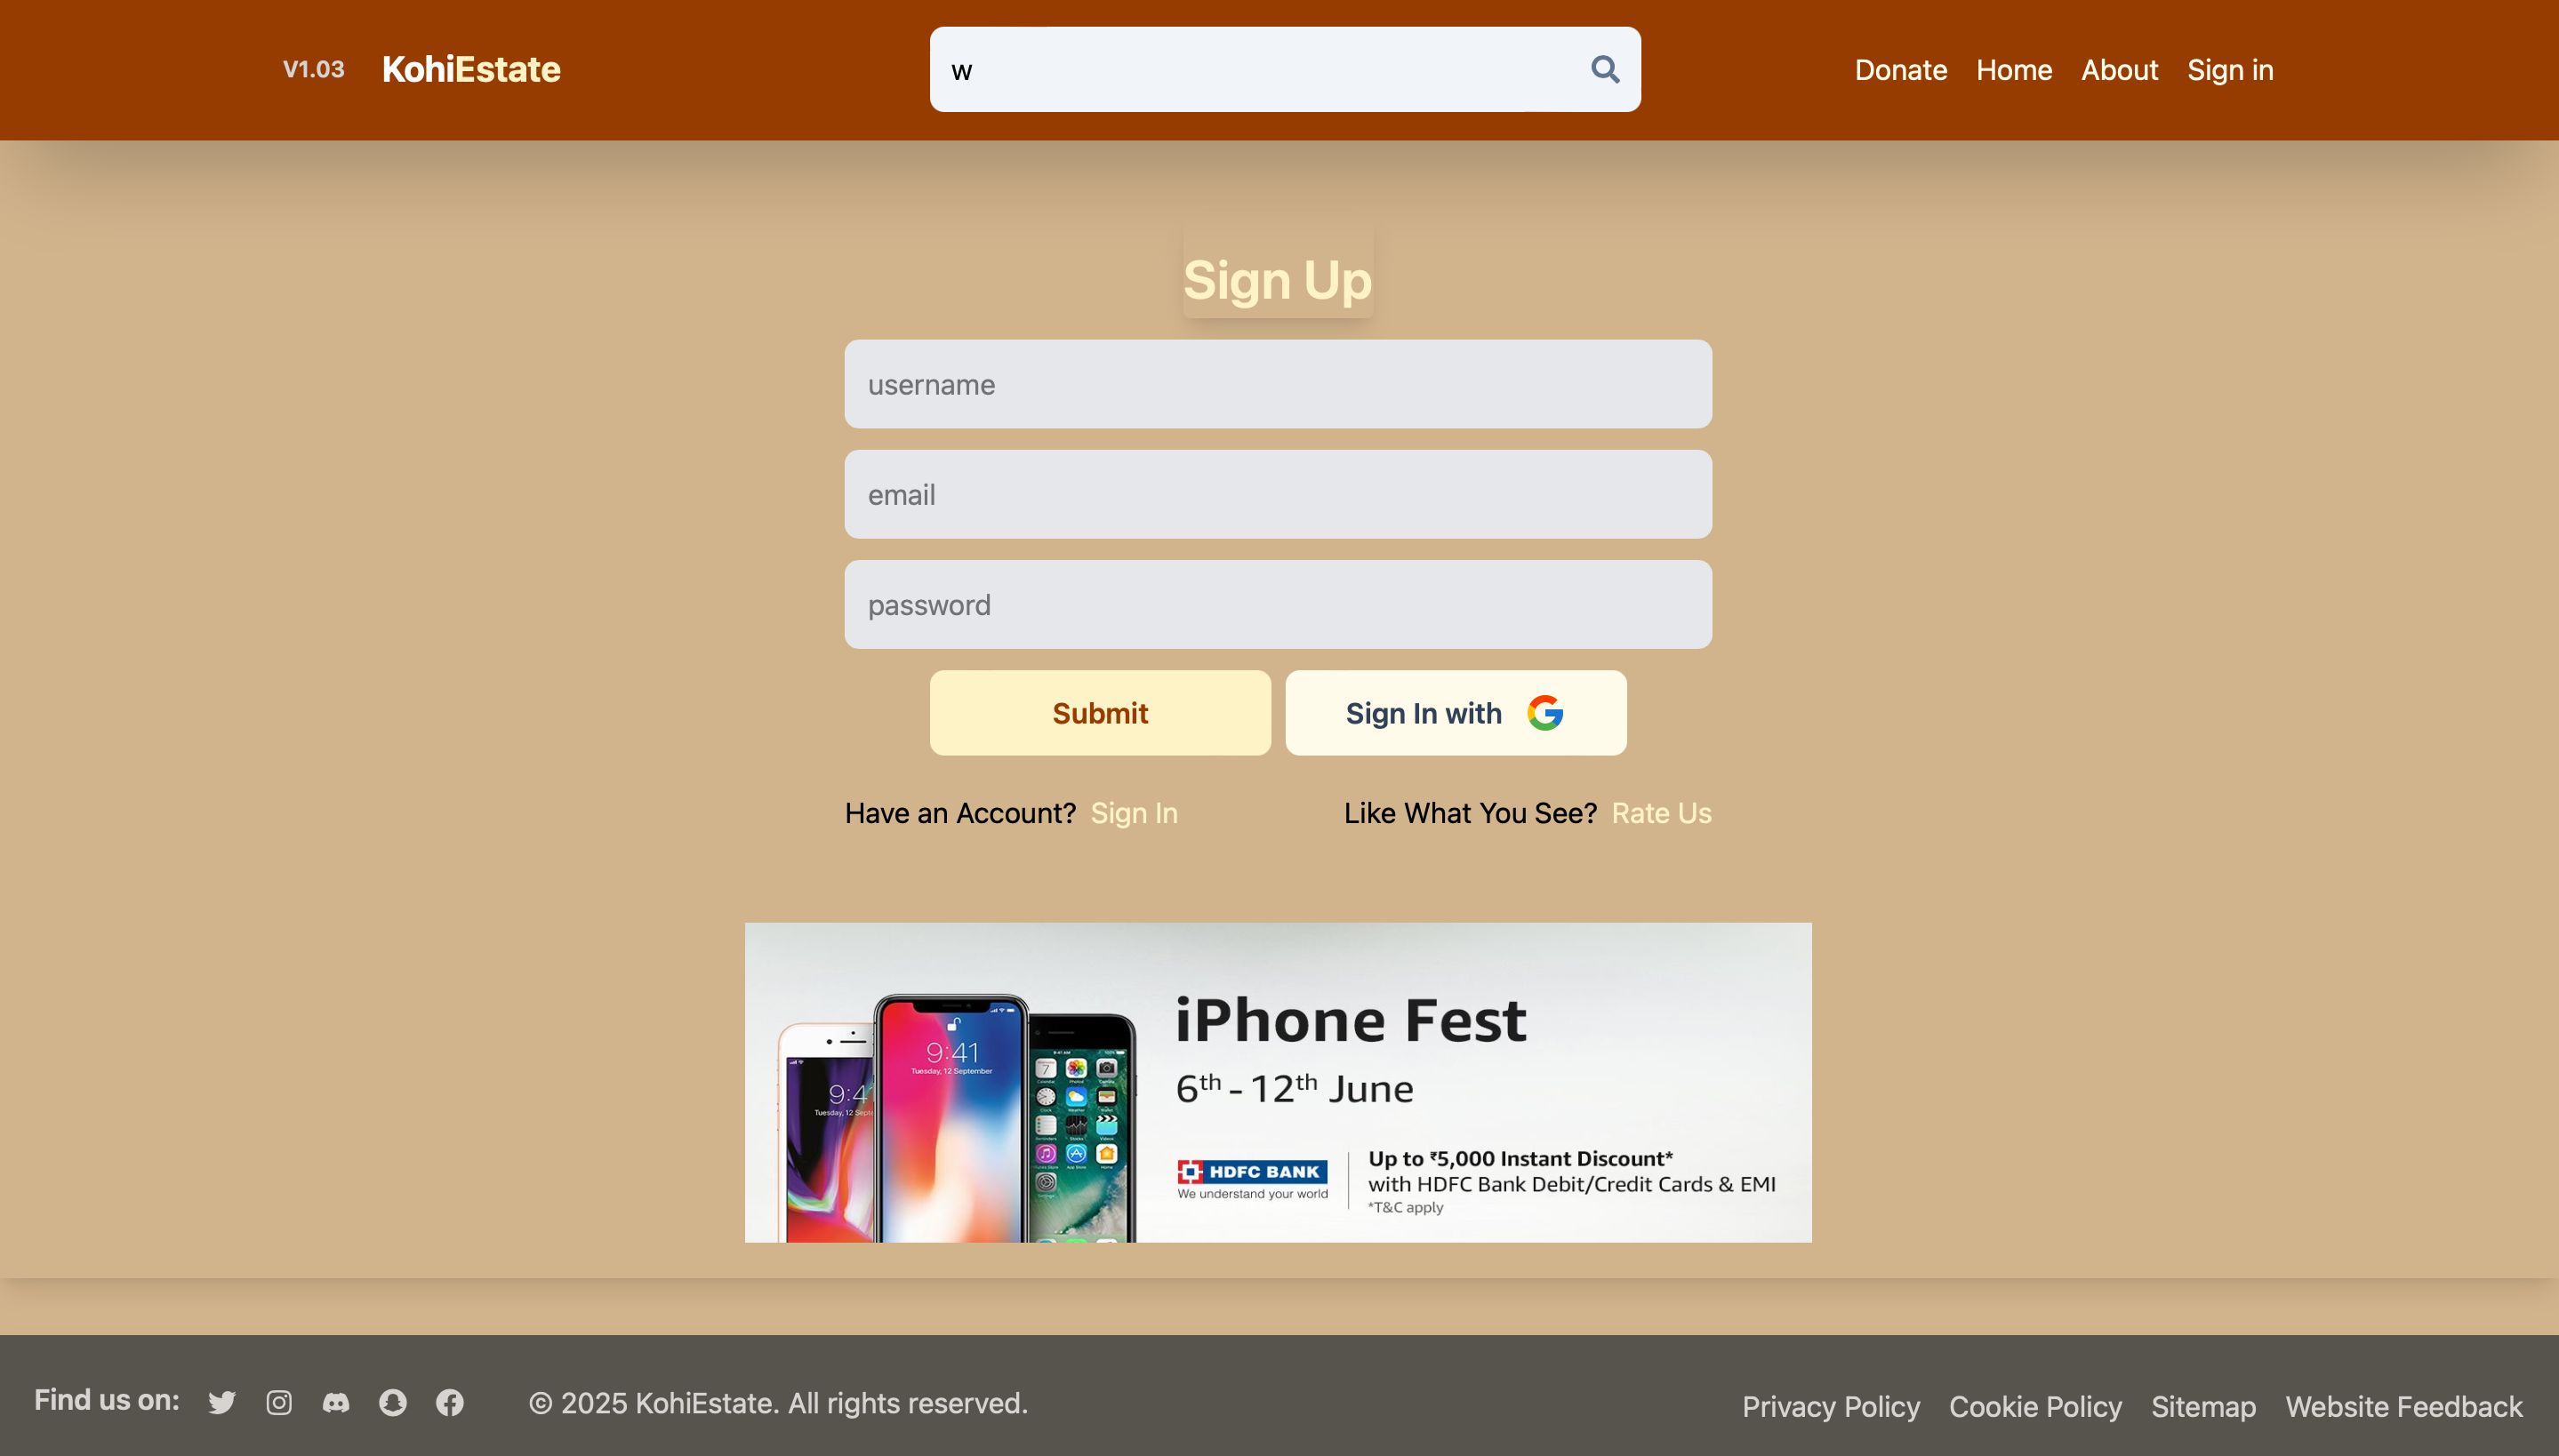 V1.03 KohiEstate w Donate Home About Sign in
Sign Up
username
email
password
Submit Sign In with
Have an Account? Sign In Like What You See? Rate Us
iPhone Fest
6th - 12th June
9:41
Tuesday, 12 September
9:4
Tuesday, 12 Septe
HDFC BANK
We understand your world
Up to ₹5,000 Instant Discount*
with HDFC Bank Debit/Credit Cards & EMI
*T&C apply
Find us on: © 2025 KohiEstate. All rights reserved. Privacy Policy Cookie Policy Sitemap Website Feedback